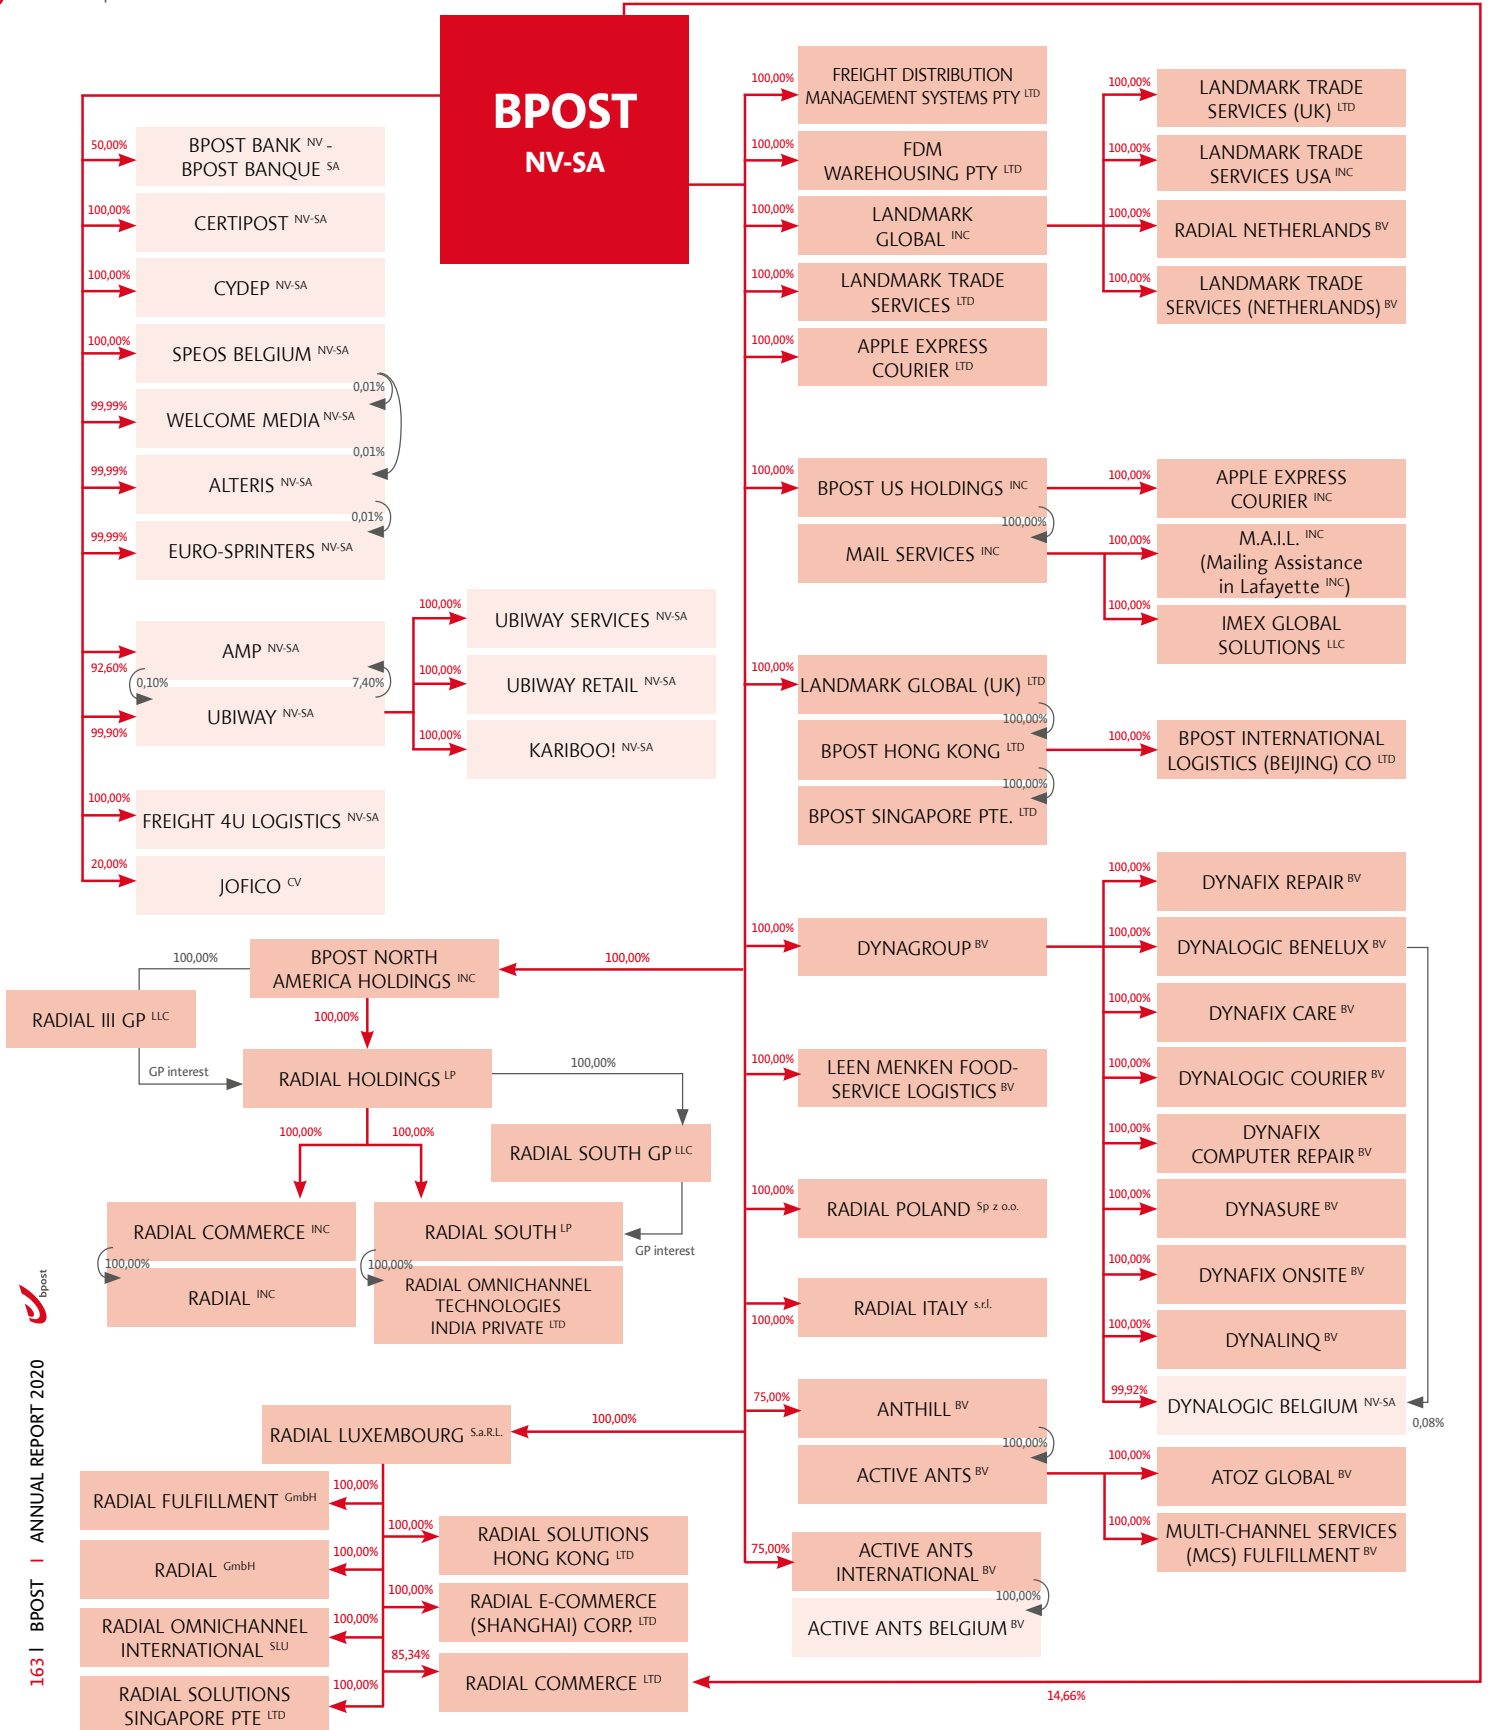 BPOST
NV-SA
50,00%
BPOST BANK NV -
BPOST BANQUE SA
100,00%
CERTIPOST NV-SA
100,00%
CYDEP NV-SA
100,00%
SPEOS BELGIUM NV-SA
0,01%
99,99%
WELCOME MEDIA NV-SA
0,01%
99,99%
ALTERIS NV-SA
0,01%
99,99%
EURO-SPRINTERS NV-SA
AMP NV-SA
92,60%
0,10%
7,40%
UBIWAY NV-SA
99,90%
100,00%
UBIWAY SERVICES NV-SA
100,00%
UBIWAY RETAIL NV-SA
100,00%
KARIBOO! NV-SA
100,00%
FREIGHT 4U LOGISTICS NV-SA
20,00%
JOFICO CV
100,00%
FREIGHT DISTRIBUTION
MANAGEMENT SYSTEMS PTY LTD
100,00%
FDM
WAREHOUSING PTY LTD
100,00%
LANDMARK
GLOBAL INC
100,00%
LANDMARK TRADE
SERVICES LTD
100,00%
APPLE EXPRESS
COURIER LTD
100,00%
LANDMARK TRADE
SERVICES (UK) LTD
100,00%
LANDMARK TRADE
SERVICES USA INC
100,00%
RADIAL NETHERLANDS BV
100,00%
LANDMARK TRADE
SERVICES (NETHERLANDS) BV
100,00%
BPOST US HOLDINGS INC
100,00%
MAIL SERVICES INC
100,00%
APPLE EXPRESS
COURIER INC
100,00%
M.A.I.L. INC
(Mailing Assistance
in Lafayette INC)
100,00%
IMEX GLOBAL
SOLUTIONS LLC
100,00%
LANDMARK GLOBAL (UK) LTD
100,00%
BPOST HONG KONG LTD
100,00%
BPOST SINGAPORE PTE. LTD
100,00%
BPOST INTERNATIONAL
LOGISTICS (BEIJING) CO LTD
100,00%
DYNAGROUP BV
100,00%
DYNAFIX REPAIR BV
100,00%
DYNALOGIC BENELUX BV
100,00%
DYNAFIX CARE BV
100,00%
DYNALOGIC COURIER BV
100,00%
DYNAFIX
COMPUTER REPAIR BV
100,00%
DYNASURE BV
100,00%
DYNAFIX ONSITE BV
100,00%
DYNALINQ BV
99,92%
DYNALOGIC BELGIUM NV-SA
0,08%
100,00%
LEEN MENKEN FOOD-
SERVICE LOGISTICS BV
100,00%
RADIAL POLAND Sp z o.o.
RADIAL ITALY s.r.l.
100,00%
75,00%
ANTHILL BV
100,00%
ACTIVE ANTS BV
100,00%
ATOZ GLOBAL BV
100,00%
MULTI-CHANNEL SERVICES
(MCS) FULFILLMENT BV
75,00%
ACTIVE ANTS
INTERNATIONAL BV
100,00%
ACTIVE ANTS BELGIUM BV
100,00%
BPOST NORTH
AMERICA HOLDINGS INC
100,00%
RADIAL III GP LLC
100,00%
GP interest
RADIAL HOLDINGS LP
100,00%
RADIAL SOUTH GP LLC
100,00%
100,00%
RADIAL COMMERCE INC
RADIAL SOUTH LP
GP interest
100,00%
RADIAL INC
100,00%
RADIAL OMNICHANNEL
TECHNOLOGIES
INDIA PRIVATE LTD
100,00%
RADIAL LUXEMBOURG S.a.R.L.
100,00%
RADIAL FULFILLMENT GmbH
100,00%
RADIAL SOLUTIONS
HONG KONG LTD
100,00%
RADIAL GmbH
100,00%
RADIAL E-COMMERCE
(SHANGHAI) CORP. LTD
100,00%
RADIAL OMNICHANNEL
INTERNATIONAL SLU
85,34%
RADIAL COMMERCE LTD
14,66%
100,00%
RADIAL SOLUTIONS
SINGAPORE PTE LTD
bpost
163 I BPOST I ANNUAL REPORT 2020